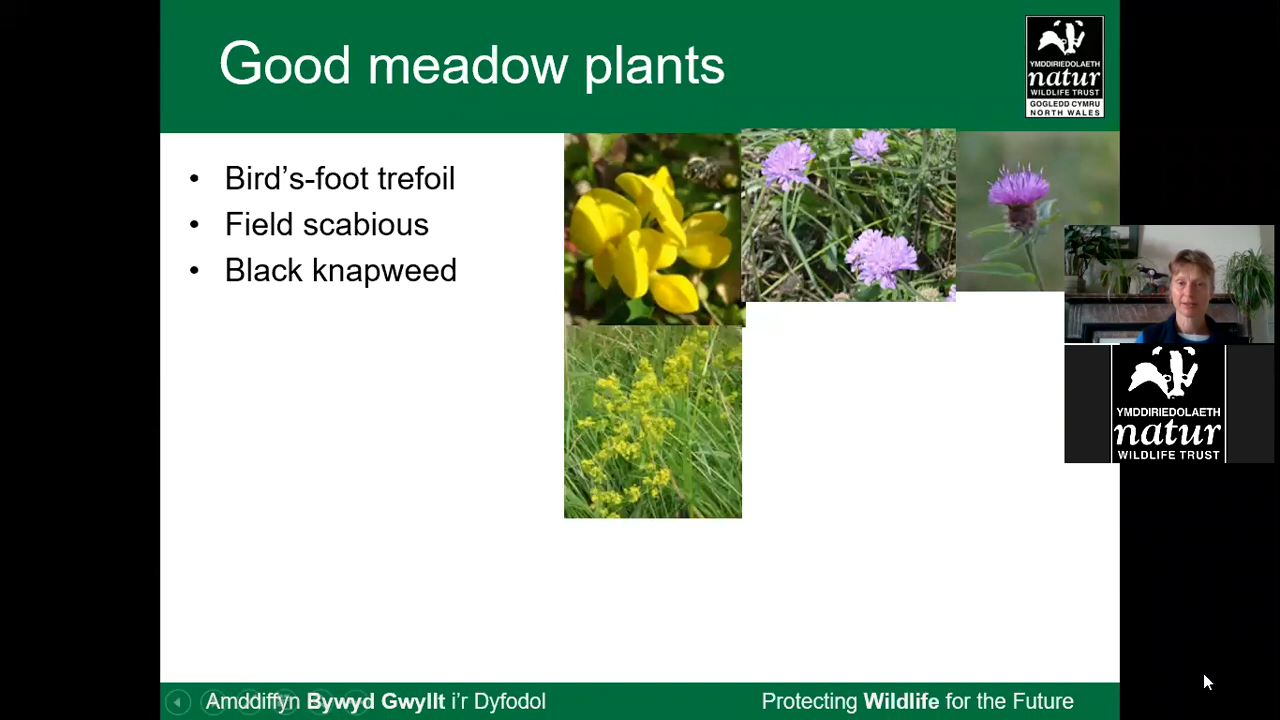 Good meadow plants
YMDDIRIEDOLAETH
natur
WILDLIFE TRUST
GOGLEDD CYMRU
NORTH WALES
• Bird's-foot trefoil
• Field scabious
• Black knapweed
YMDDIRIEDOLAETH
natur
WILDLIFE TRUST
Amddiffyn Bywyd Gwyllt i'r Dyfodol
Protecting Wildlife for the Future